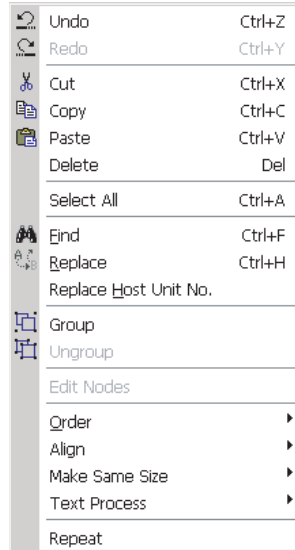 Undo Ctrl+Z
Redo Ctrl+Y
Cut Ctrl+X
Copy Ctrl+C
Paste Ctrl+V
Delete Del
Select All Ctrl+A
Find Ctrl+F
Replace Ctrl+H
Replace Host Unit No.
Group
Ungroup
Edit Nodes
Order
Align
Make Same Size
Text Process
Repeat